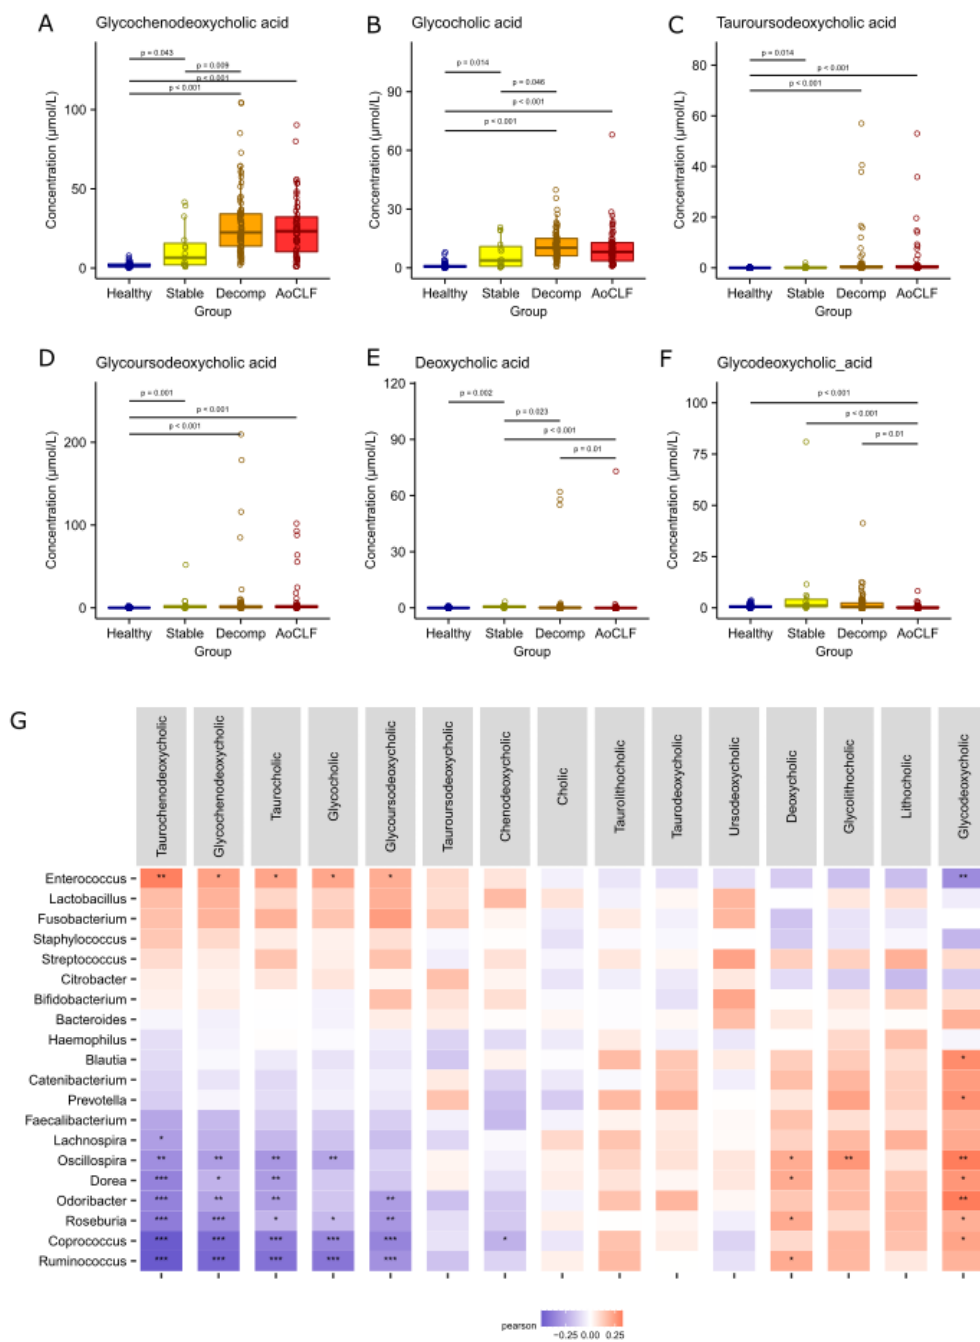 A Glycochenodeoxycholic acid
p = 0.043
p = 0.009
p < 0.001
p < 0.001
Concentration (μmol/L)
100
50
0
Healthy Stable Decomp AoCLF
Group
B Glycocholic acid
p = 0.014
p = 0.046
p < 0.001
p < 0.001
Concentration (μmol/L)
90
60
30
0
Healthy Stable Decomp AoCLF
Group
C Tauroursodeoxycholic acid
p = 0.014
p < 0.001
p < 0.001
Concentration (μmol/L)
80
60
40
20
0
Healthy Stable Decomp AoCLF
Group
D Glycoursodeoxycholic acid
p = 0.001
p < 0.001
p < 0.001
Concentration (μmol/L)
200
100
0
Healthy Stable Decomp AoCLF
Group
E Deoxycholic acid
p = 0.002
p = 0.023
p < 0.001
p = 0.01
Concentration (μmol/L)
120
90
60
30
0
Healthy Stable Decomp AoCLF
Group
F Glycodeoxycholic_acid
p < 0.001
p < 0.001
p = 0.01
Concentration (μmol/L)
100
75
50
25
0
Healthy Stable Decomp AoCLF
Group
G
Taurochenodeoxycholic
Glycochenodeoxycholic
Taurocholic
Glycocholic
Glycoursodeoxycholic
Tauroursodeoxycholic
Chenodeoxycholic
Cholic
Taurolithocholic
Taurodeoxycholic
Ursodeoxycholic
Deoxycholic
Glycolithocholic
Lithocholic
Glycodeoxycholic
Enterococcus ** * * * * **
Lactobacillus
Fusobacterium
Staphylococcus
Streptococcus
Citrobacter
Bifidobacterium
Bacteroides
Haemophilus
Blautia *
Catenibacterium
Prevotella *
Faecalibacterium
Lachnospira *
Oscillospira ** ** ** ** * ** **
Dorea *** * ** * *
Odoribacter *** ** ** ** **
Roseburia *** *** * * ** * *
Coprococcus *** *** *** *** *** * *
Ruminococcus *** *** *** *** *** *
pearson
−0.25 0.00 0.25